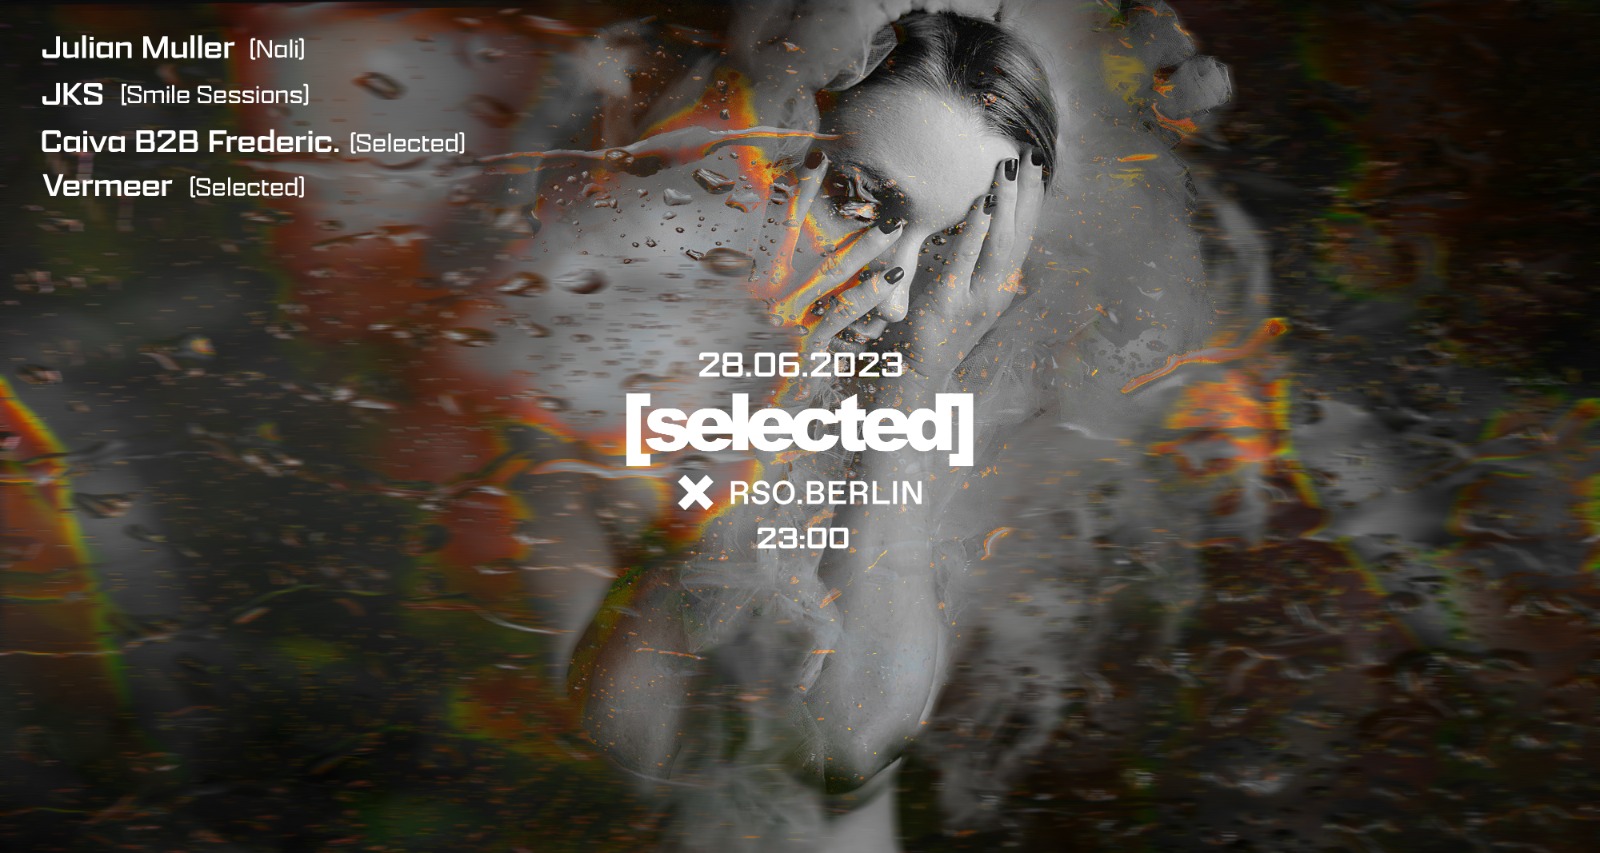 Julian Muller [Nali]
JKS [Smile Sessions]
Caiva B2B Frederic. [Selected]
Vermeer [Selected]
28.06.2023
[selected]
RSO.BERLIN
23:00